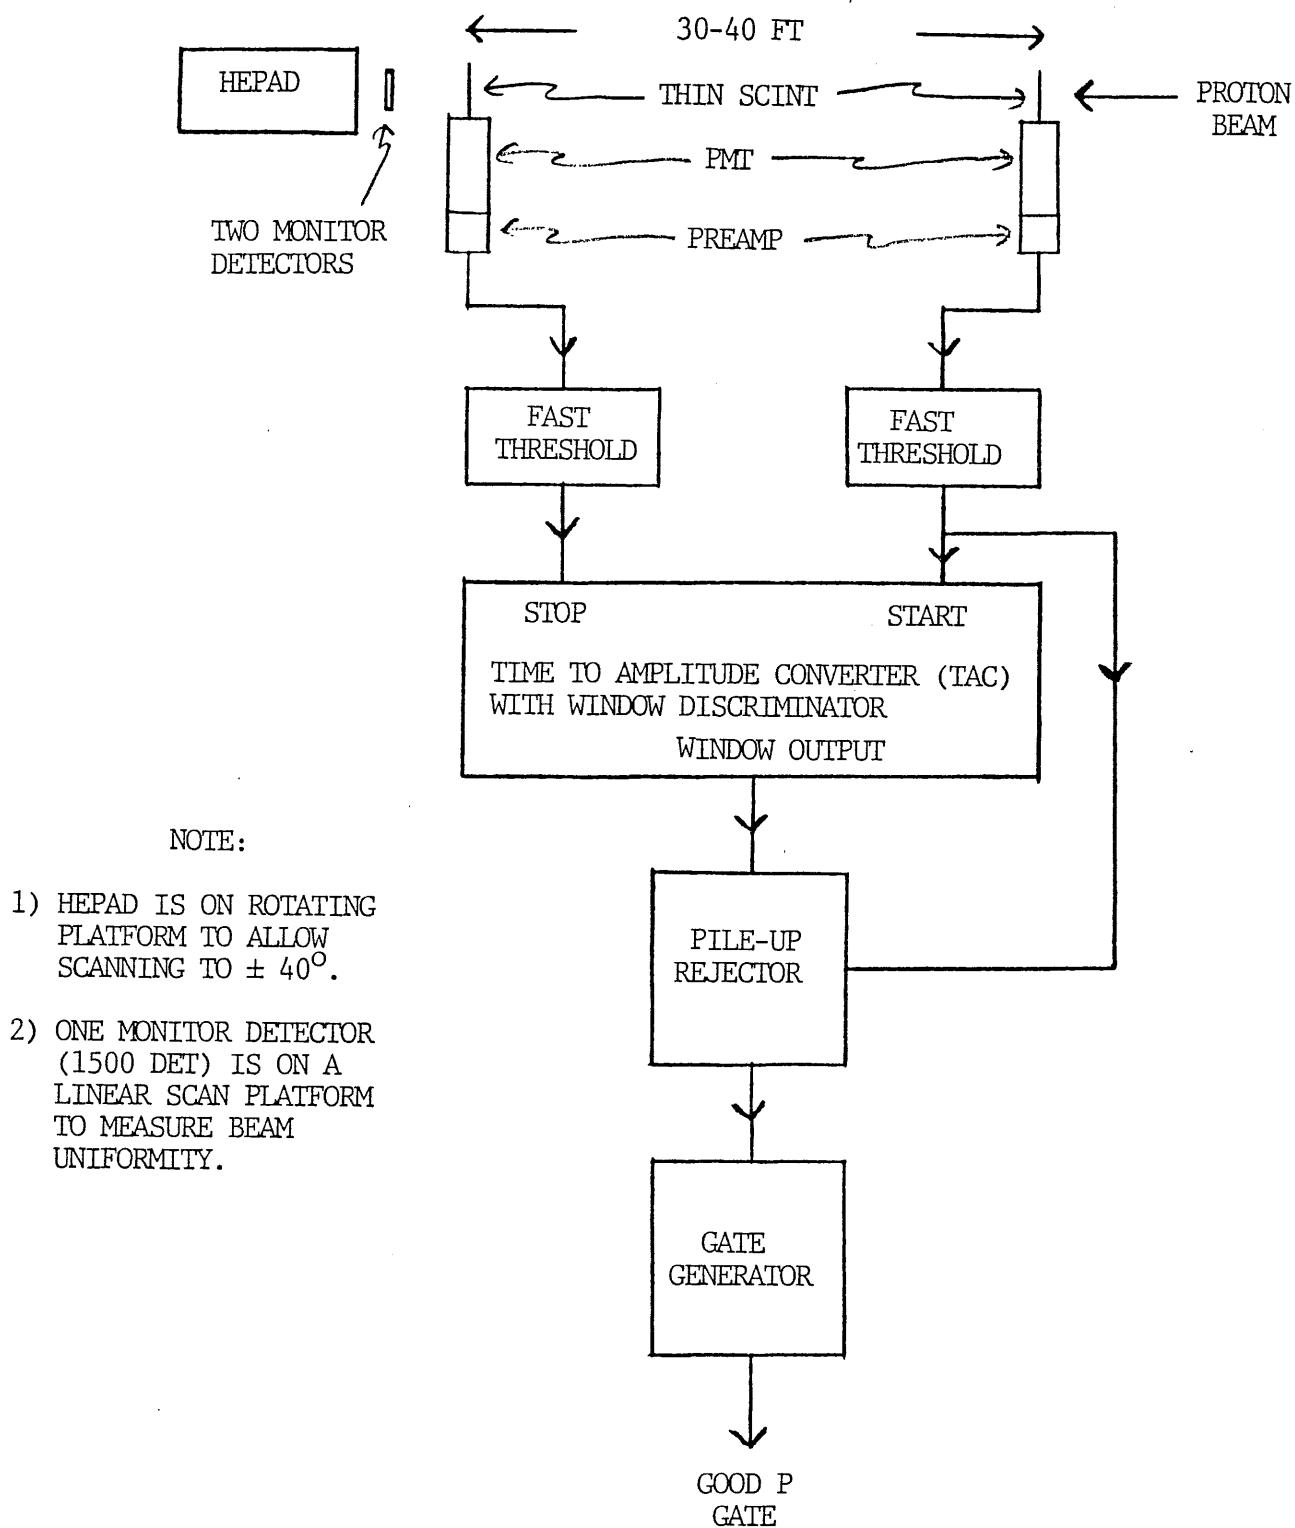 30-40 FT
HEPAD
THIN SCINT
PROTON
BEAM
PMT
TWO MONITOR
DETECTORS
PREAMP
FAST
THRESHOLD
FAST
THRESHOLD
STOP
START
TIME TO AMPLITUDE CONVERTER (TAC)
WITH WINDOW DISCRIMINATOR
WINDOW OUTPUT
NOTE:
1) HEPAD IS ON ROTATING
PLATFORM TO ALLOW
SCANNING TO ± 40°.
2) ONE MONITOR DETECTOR
(1500 DET) IS ON A
LINEAR SCAN PLATFORM
TO MEASURE BEAM
UNIFORMITY.
PILE-UP
REJECTOR
GATE
GENERATOR
GOOD P
GATE